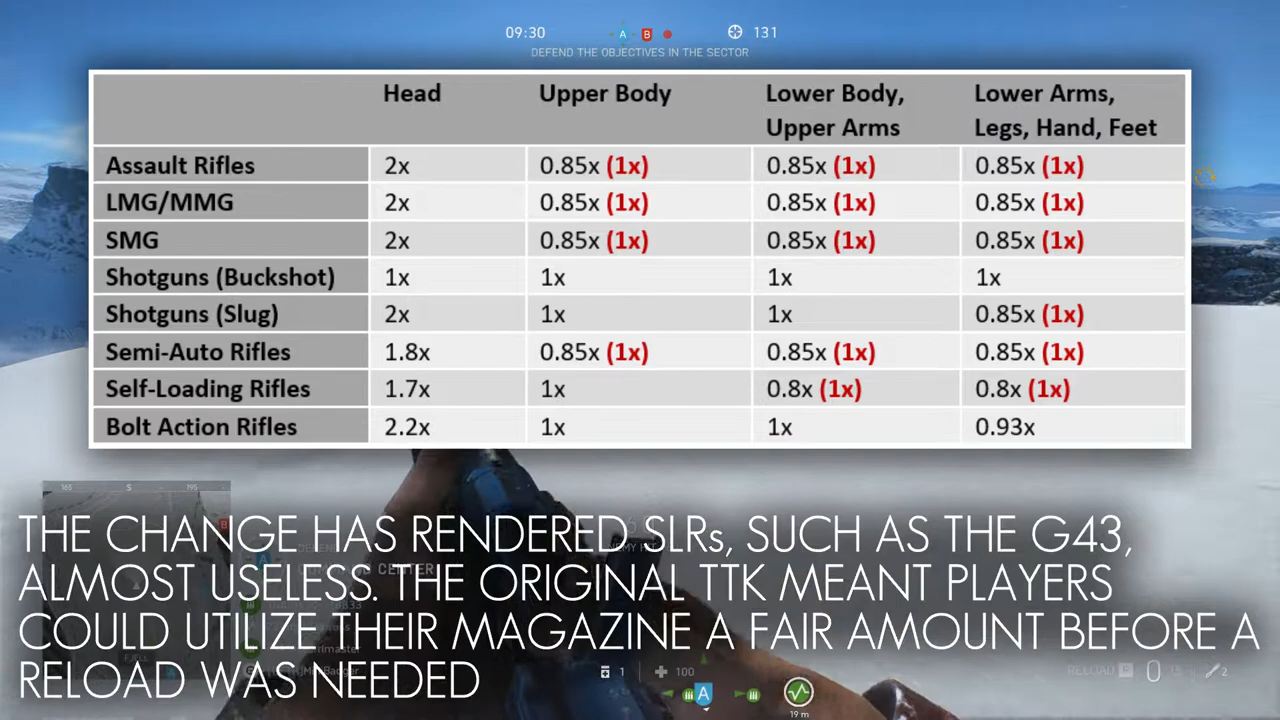 09:30 A B 131
DEFEND THE OBJECTIVES IN THE SECTOR
Head Upper Body Lower Body, Upper Arms Lower Arms, Legs, Hand, Feet
Assault Rifles 2x 0.85x (1x) 0.85x (1x) 0.85x (1x)
LMG/MMG 2x 0.85x (1x) 0.85x (1x) 0.85x (1x)
SMG 2x 0.85x (1x) 0.85x (1x) 0.85x (1x)
Shotguns (Buckshot) 1x 1x 1x 1x
Shotguns (Slug) 2x 1x 1x 0.85x (1x)
Semi-Auto Rifles 1.8x 0.85x (1x) 0.85x (1x) 0.85x (1x)
Self-Loading Rifles 1.7x 1x 0.8x (1x) 0.8x (1x)
Bolt Action Rifles 2.2x 1x 1x 0.93x
165 S 195
B
THE CHANGE HAS RENDERED SLRs, SUCH AS THE G43,
ALMOST USELESS. THE ORIGINAL TTK MEANT PLAYERS
COULD UTILIZE THEIR MAGAZINE A FAIR AMOUNT BEFORE A
RELOAD WAS NEEDED
1 100
RELOAD R 2
A
19 m